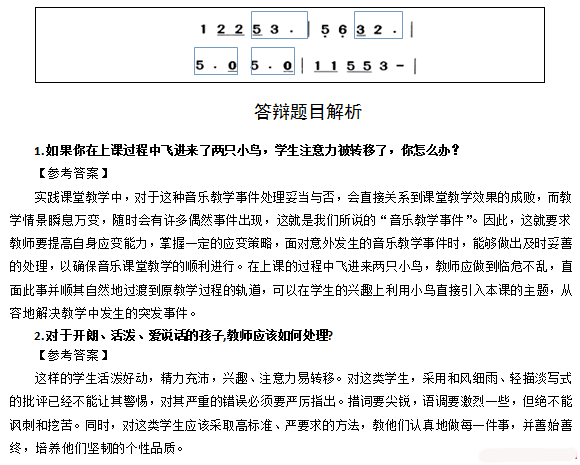 1 2 2 5 3 . | 5 6 3 2 . |
5 . 0 5 . 0 | 1 1 5 5 3 - |
答辩题目解析
1.如果你在上课过程中飞进来了两只小鸟，学生注意力被转移了，你怎么办？
【参考答案】
实践课堂教学中，对于这种音乐教学事件处理妥当与否，会直接关系到课堂教学效果的成败，而教
学情景瞬息万变，随时会有许多偶然事件出现，这就是我们所说的“音乐教学事件”。因此，这就要求
教师要提高自身应变能力，掌握一定的应变策略，面对意外发生的音乐教学事件时，能够做出及时妥善
的处理，以确保音乐课堂教学的顺利进行。在上课的过程中飞进来两只小鸟，教师应做到临危不乱，直
面此事并顺其自然地过渡到原教学过程的轨道，可以在学生的兴趣上利用小鸟直接引入本课的主题，从
容地解决教学中发生的突发事件。
2.对于开朗、活泼、爱说话的孩子,教师应该如何处理?
【参考答案】
这样的学生活泼好动，精力充沛，兴趣、注意力易转移。对这类学生，采用和风细雨、轻描淡写式
的批评已经不能让其警惕，对其严重的错误必须要严厉指出。措词要尖锐，语调要激烈一些，但绝不能
讽刺和挖苦。同时，对这类学生应该采取高标准、严要求的方法，教他们认真地做每一件事，并善始善
终，培养他们坚韧的个性品质。